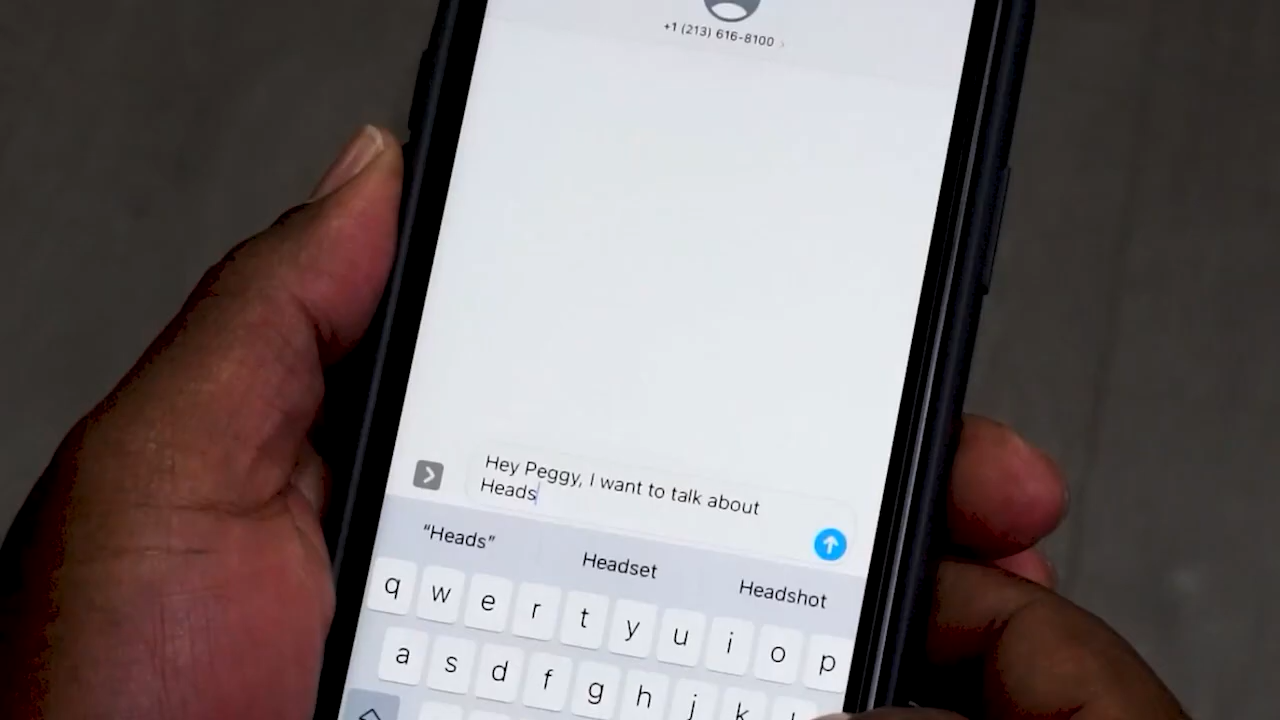 +1 (213) 616-8100
Hey Peggy, I want to talk about
Heads
“Heads” Headset Headshot
q w e r t y u i o p
a s d f g h j k